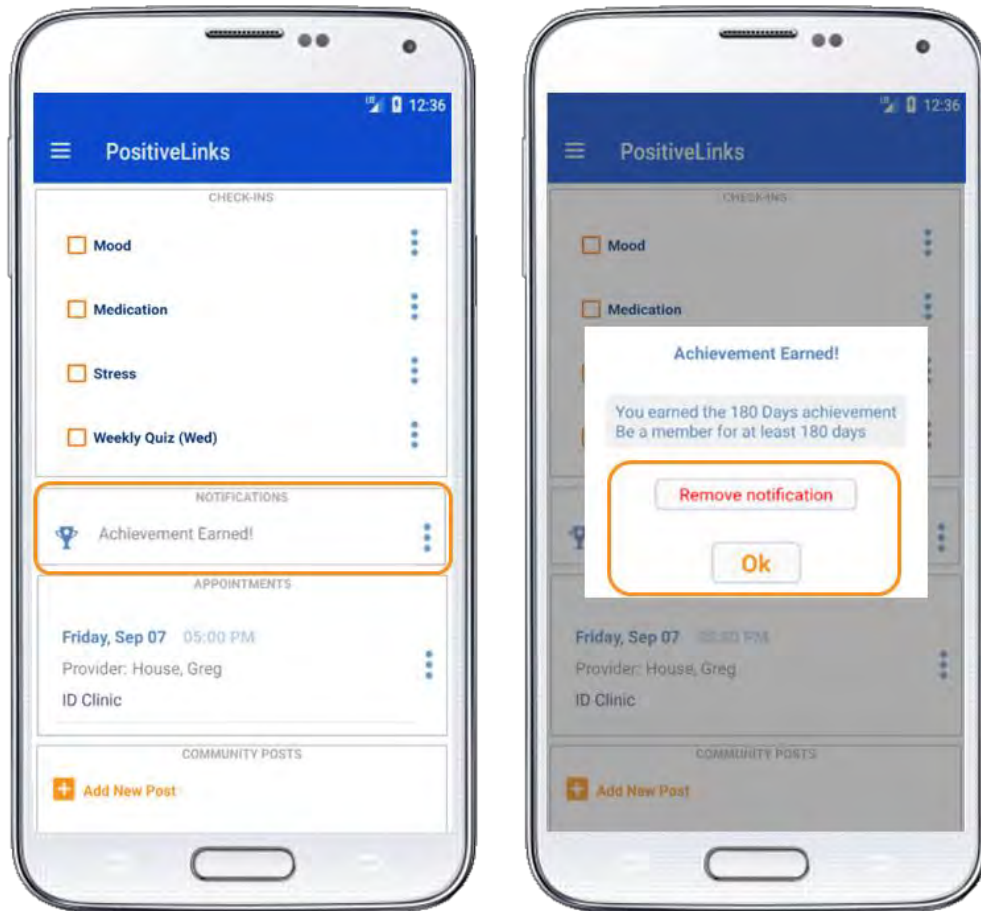 12:36
PositiveLinks
CHECK-INS
Mood
Medication
Stress
Weekly Quiz (Wed)
NOTIFICATIONS
Achievement Earned!
APPOINTMENTS
Friday, Sep 07 05:00 PM
Provider: House, Greg
ID Clinic
COMMUNITY POSTS
Add New Post
12:36
PositiveLinks
CHECK-INS
Mood
Medication
Achievement Earned!
You earned the 180 Days achievement
Be a member for at least 180 days
Remove notification
Ok
Friday, Sep 07 05:00 PM
Provider: House, Greg
ID Clinic
COMMUNITY POSTS
Add New Post